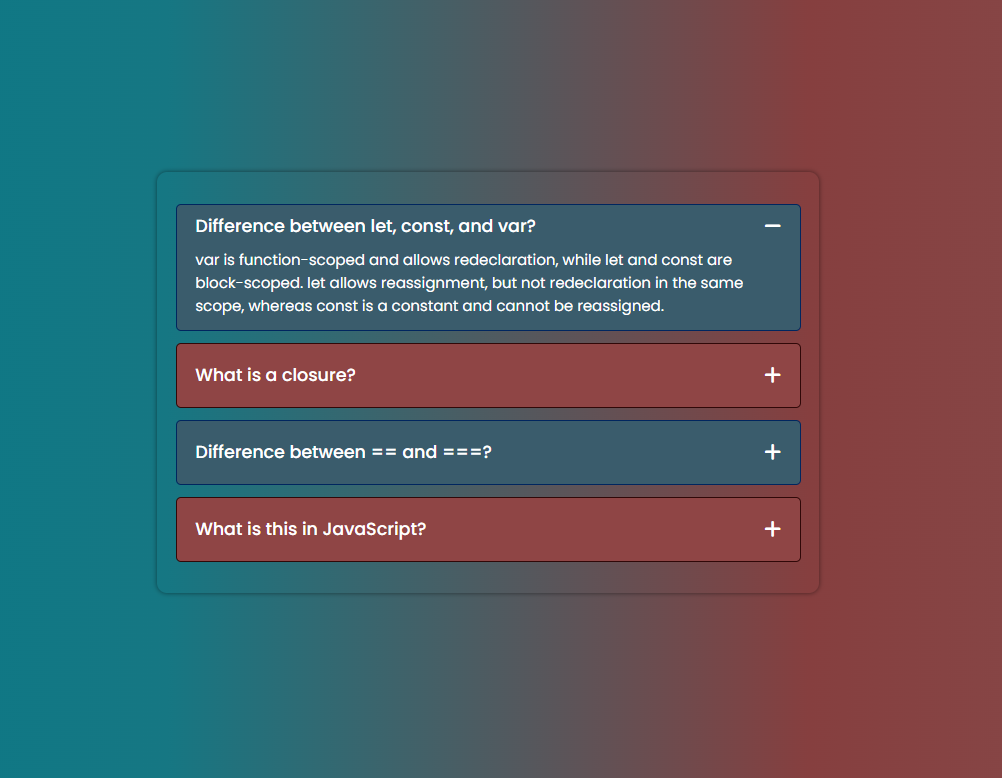 Difference between let, const, and var?
var is function-scoped and allows redeclaration, while let and const are
block-scoped. let allows reassignment, but not redeclaration in the same
scope, whereas const is a constant and cannot be reassigned.
What is a closure?
Difference between == and ===?
What is this in JavaScript?